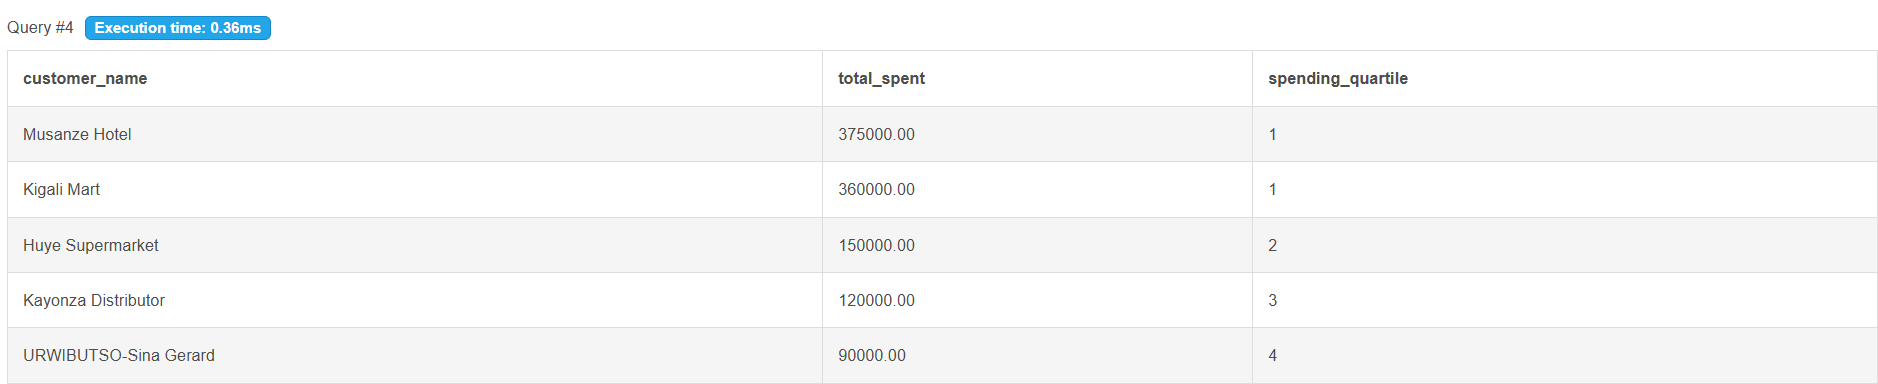 Query #4 Execution time: 0.36ms
customer_name total_spent spending_quartile
Musanze Hotel 375000.00 1
Kigali Mart 360000.00 1
Huye Supermarket 150000.00 2
Kayonza Distributor 120000.00 3
URWIBUTSO-Sina Gerard 90000.00 4